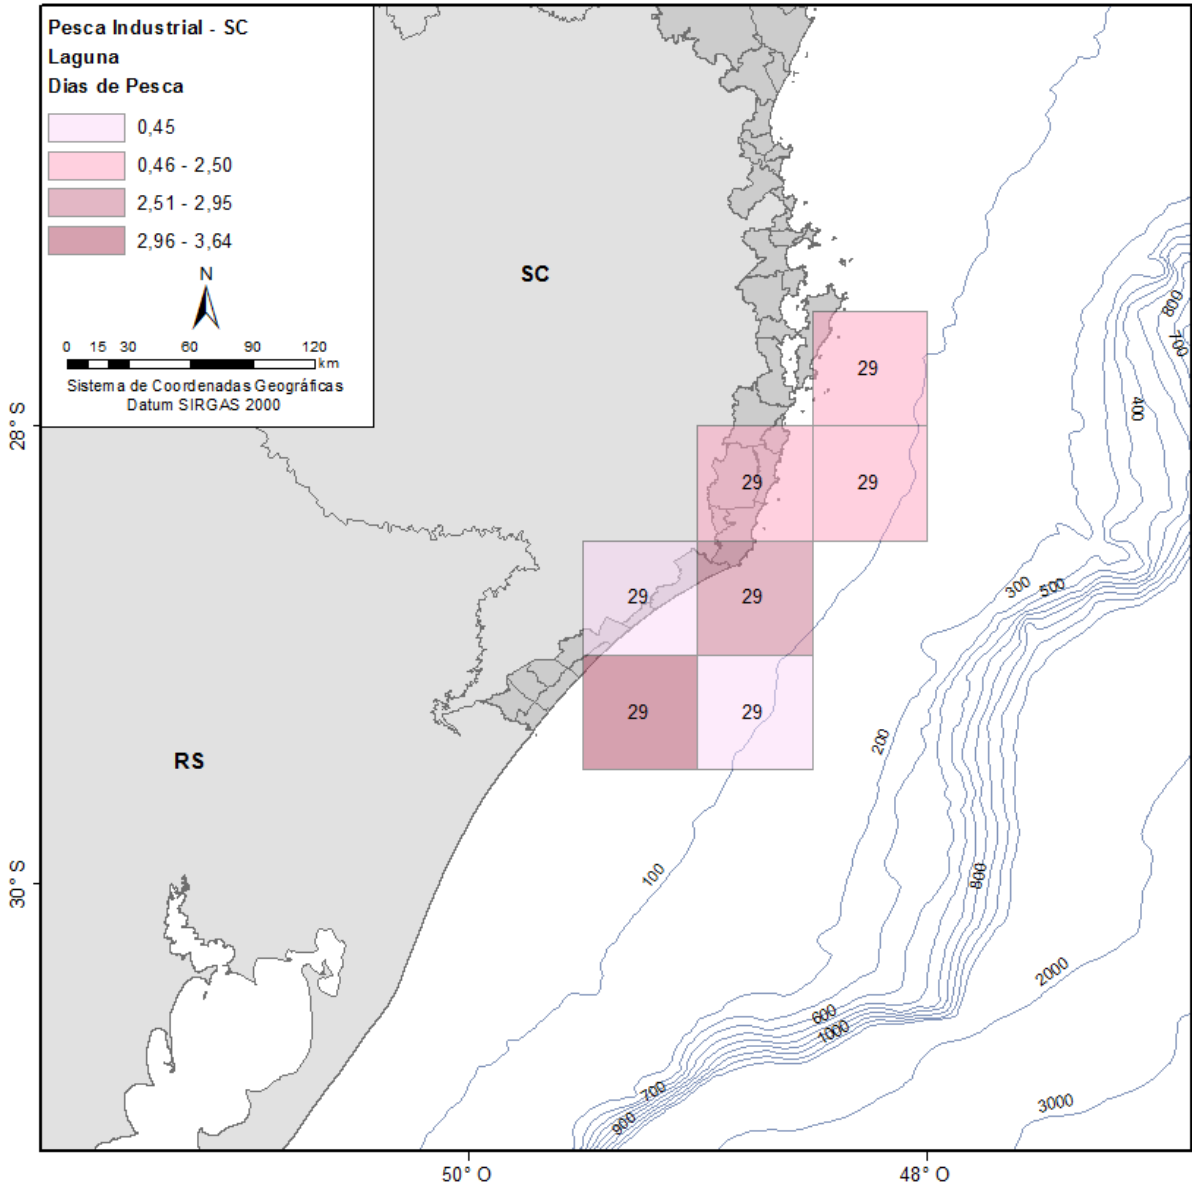 Pesca Industrial - SC
Laguna
Dias de Pesca
0,45
0,46 - 2,50
2,51 - 2,95
2,96 - 3,64
N
0 15 30 60 90 120
km
Sistema de Coordenadas Geográficas
Datum SIRGAS 2000
SC
800
700
29
400
28° S
29
29
300
500
29
29
29
29
200
RS
100
800
30° S
2000
600
1000
700
900
3000
50° O
48° O